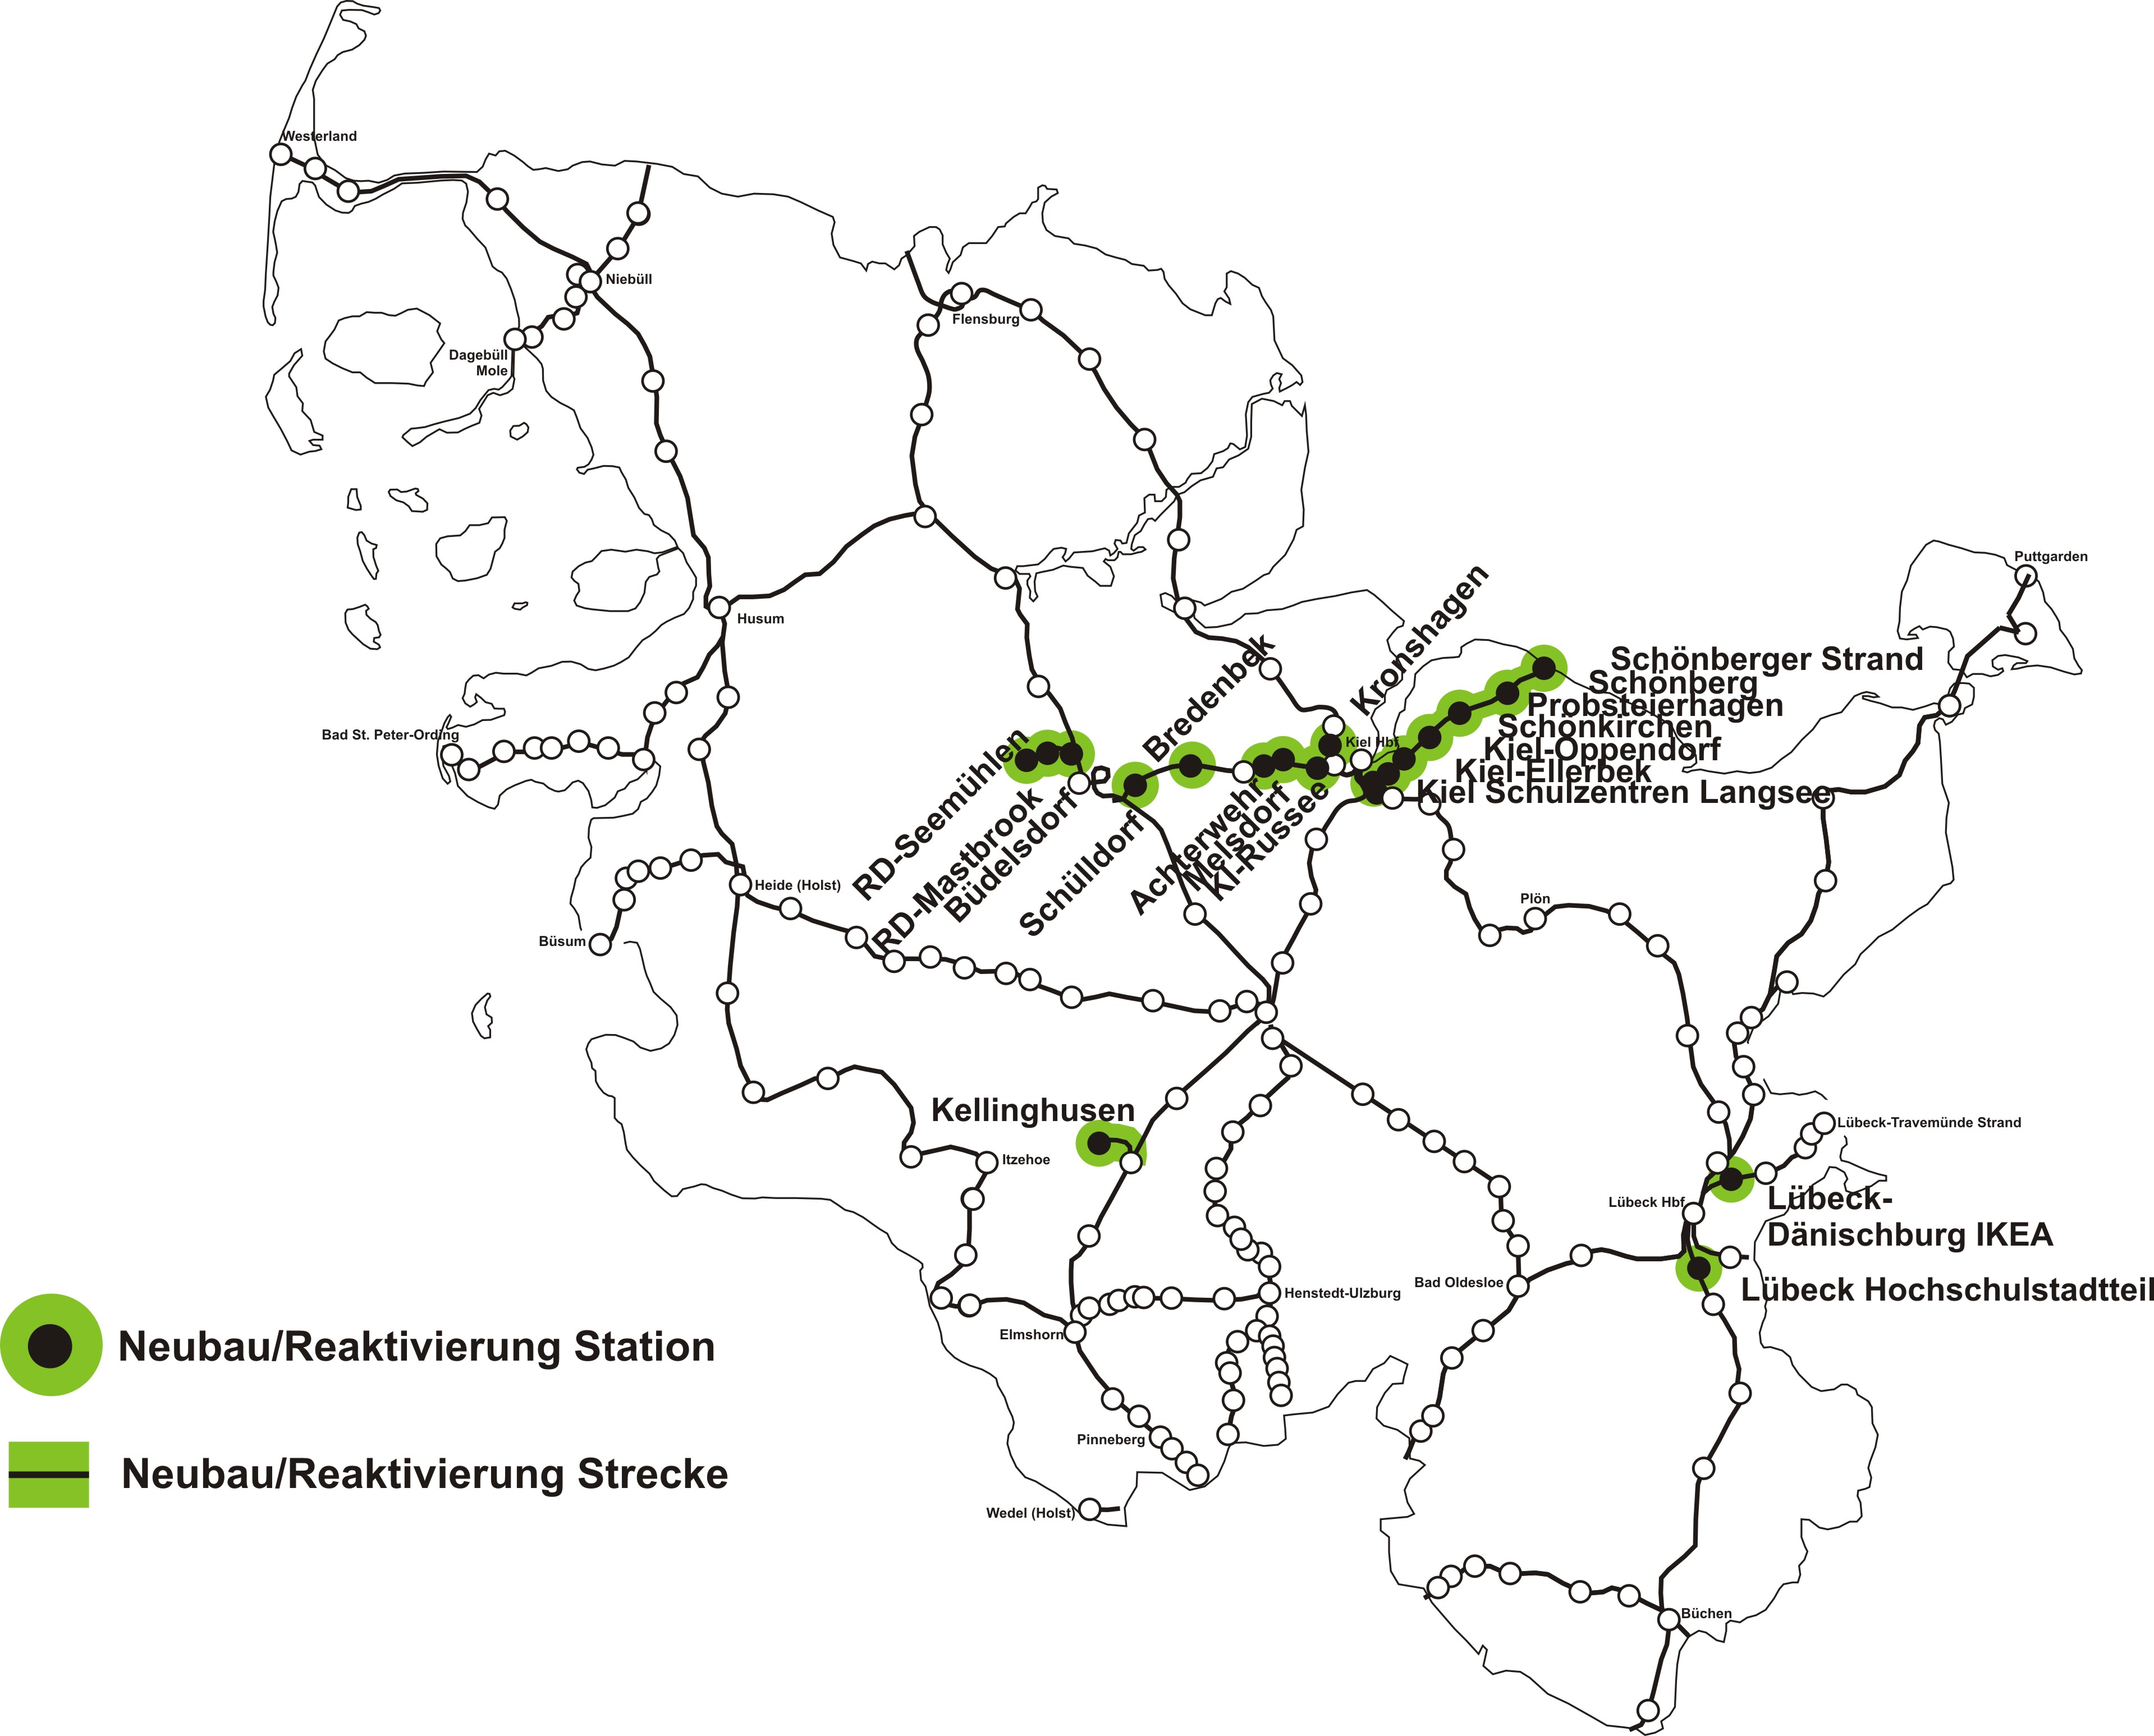 Westerland
Niebüll
Dagebüll
Mole
Flensburg
Husum
Puttgarden
Bad St. Peter-Ording
Kronshagen
Bredenbek
Kiel Hbf
Schönberger Strand
Schönberg
Probsteierhagen
Schönkirchen
Kiel-Oppendorf
Kiel-Ellerbek
Kiel Schulzentren Langsee
RD-Seemühlen
RD-Mastbrook
Büdelsdorf
Schülldorf
Achterwehr
Melsdorf
KI-Russee
Heide (Holst)
Büsum
Plön
Kellinghusen
Itzehoe
Lübeck-Travemünde Strand
Lübeck Hbf
Lübeck-
Dänischburg IKEA
Lübeck Hochschulstadtteil
Bad Oldesloe
Henstedt-Ulzburg
Elmshorn
Pinneberg
Wedel (Holst)
Büchen
Neubau/Reaktivierung Station
Neubau/Reaktivierung Strecke